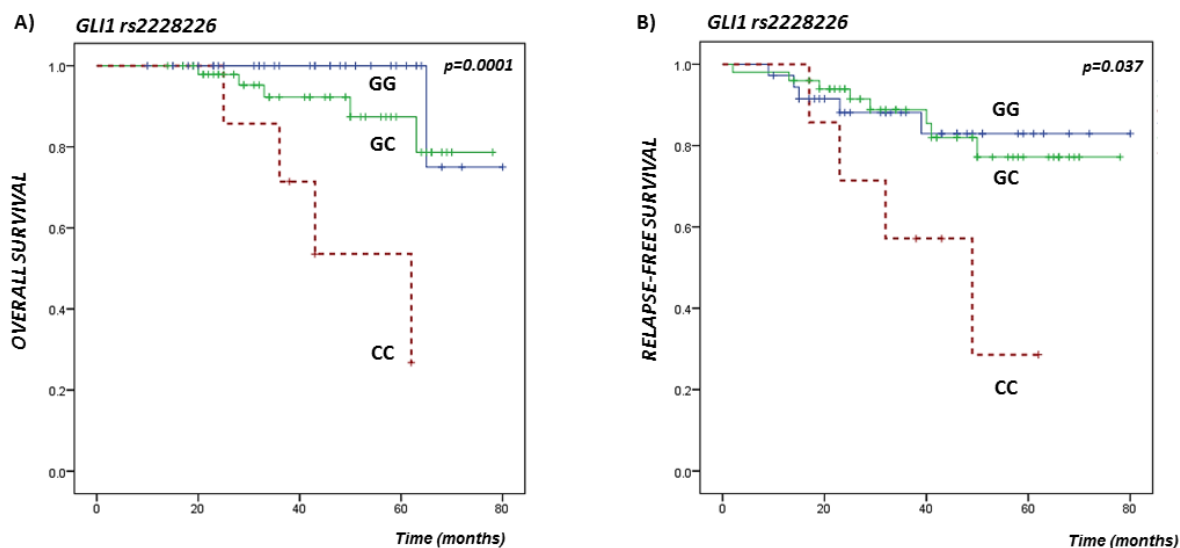 A)
GLI1 rs2228226
p=0.0001
GG
GC
CC
OVERALL SURVIVAL
1.0
0.8
0.6
0.4
0.2
0.0
0 20 40 60 80
Time (months)
B)
GLI1 rs2228226
p=0.037
GG
GC
CC
RELAPSE-FREE SURVIVAL
1.0
0.8
0.6
0.4
0.2
0.0
0 20 40 60 80
Time (months)